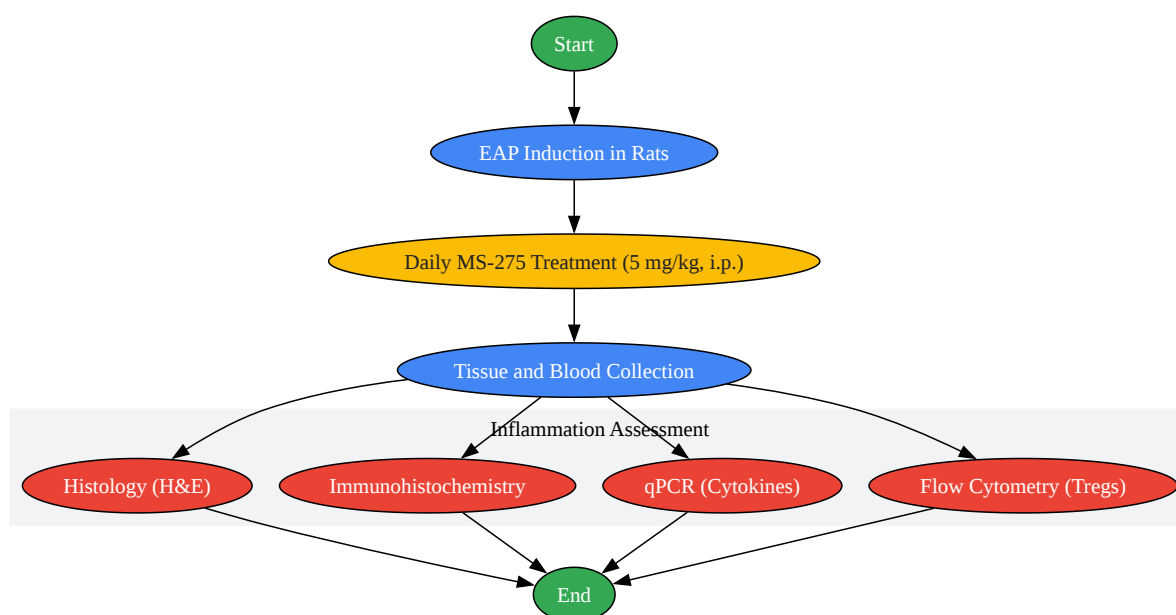 Start
EAP Induction in Rats
Daily MS-275 Treatment (5 mg/kg, i.p.)
Tissue and Blood Collection
Inflammation Assessment
Histology (H&E)
Immunohistochemistry
qPCR (Cytokines)
Flow Cytometry (Tregs)
End